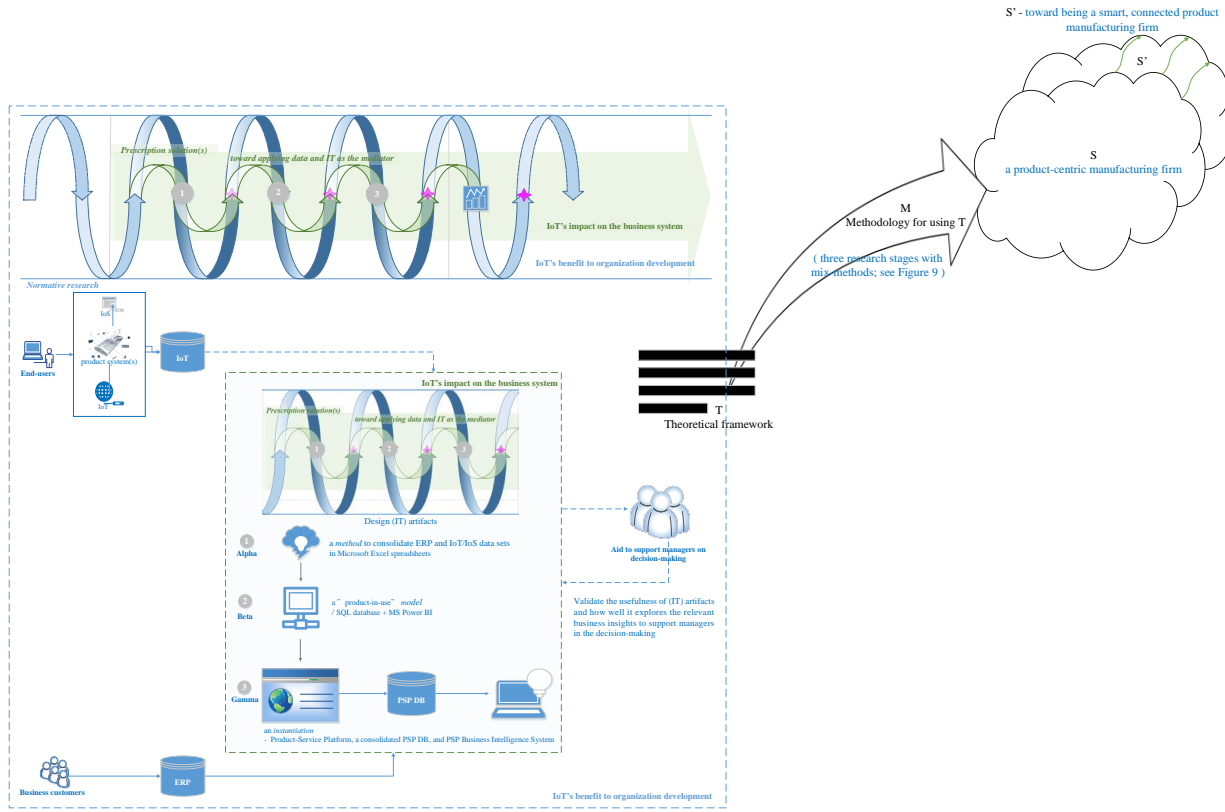 S’ - toward being a smart, connected product
manufacturing firm
S’
S
a product-centric manufacturing firm
M
Methodology for using T
( three research stages with
mix-methods; see Figure 9 )
T
Theoretical framework
Prescription solution(s)
toward applying data and IT as the mediator
1
2
3
IoT’s impact on the business system
IoT’s benefit to organization development
Normative research
IoS
product system(s)
IoT
End-users
IoT
IoT’s impact on the business system
Prescription solution(s)
toward applying data and IT as the mediator
1
2
3
Design (IT) artifacts
1
Alpha
a method to consolidate ERP and IoT/IoS data sets
in Microsoft Excel spreadsheets
2
Beta
a “product-in-use” model
/ SQL database + MS Power BI
3
Gamma
PSP DB
an instantiation
- Product-Service Platform, a consolidated PSP DB, and PSP Business Intelligence System
Aid to support managers on
decision-making
Validate the usefulness of (IT) artifacts
and how well it explores the relevant
business insights to support managers
in the decision-making
Business customers
ERP
IoT’s benefit to organization development